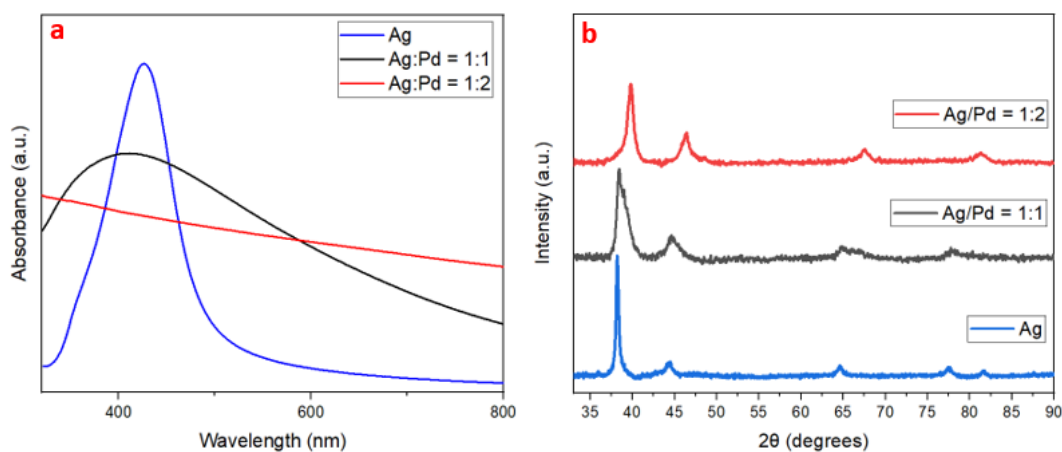 a
Ag
Ag:Pd = 1:1
Ag:Pd = 1:2
Absorbance (a.u.)
400
600
800
Wavelength (nm)
b
Ag/Pd = 1:2
Ag/Pd = 1:1
Ag
Intensity (a.u.)
35 40 45 50 55 60 65 70 75 80 85 90
2θ (degrees)